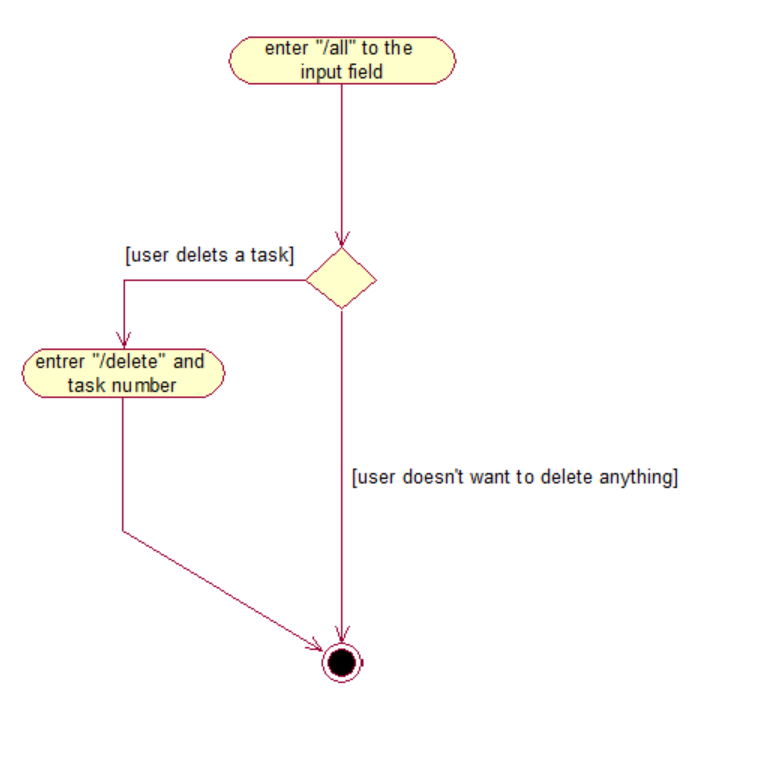 enter "/all" to the
input field
[user delets a task]
entrer "/delete" and
task number
[user doesn't want to delete anything]